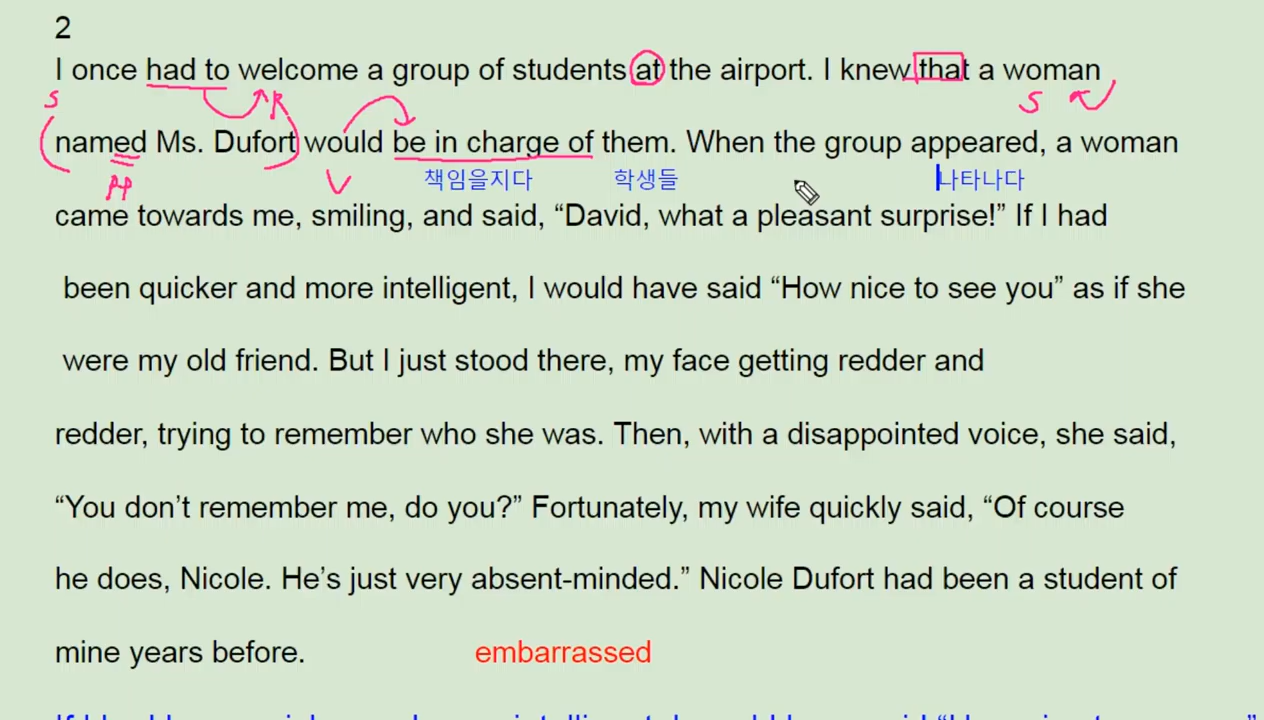 2
I once had to welcome a group of students at the airport. I knew that a woman
S R S
named Ms. Dufort would be in charge of them. When the group appeared, a woman
PP V 책임을지다 학생들 나타나다
came towards me, smiling, and said, “David, what a pleasant surprise!” If I had
been quicker and more intelligent, I would have said “How nice to see you” as if she
were my old friend. But I just stood there, my face getting redder and
redder, trying to remember who she was. Then, with a disappointed voice, she said,
“You don’t remember me, do you?” Fortunately, my wife quickly said, “Of course
he does, Nicole. He’s just very absent-minded.” Nicole Dufort had been a student of
mine years before. embarrassed